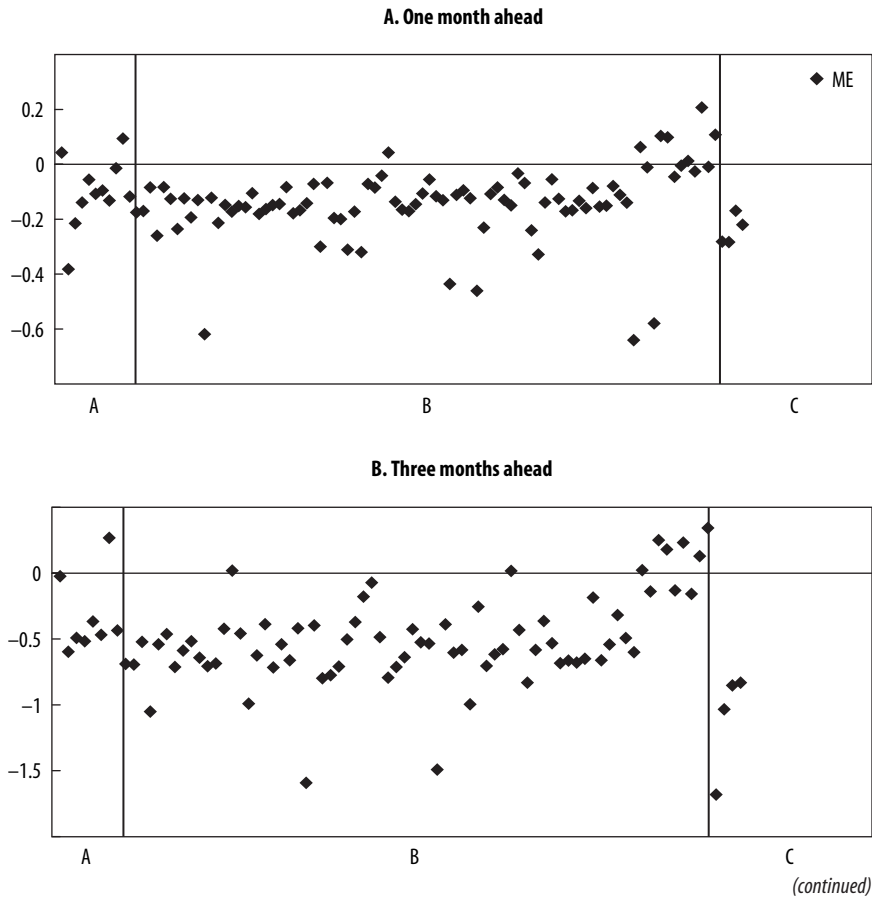 A. One month ahead
ME
0.2
0
−0.2
−0.4
−0.6
A B C
B. Three months ahead
0
−0.5
−1
−1.5
A B C
(continued)